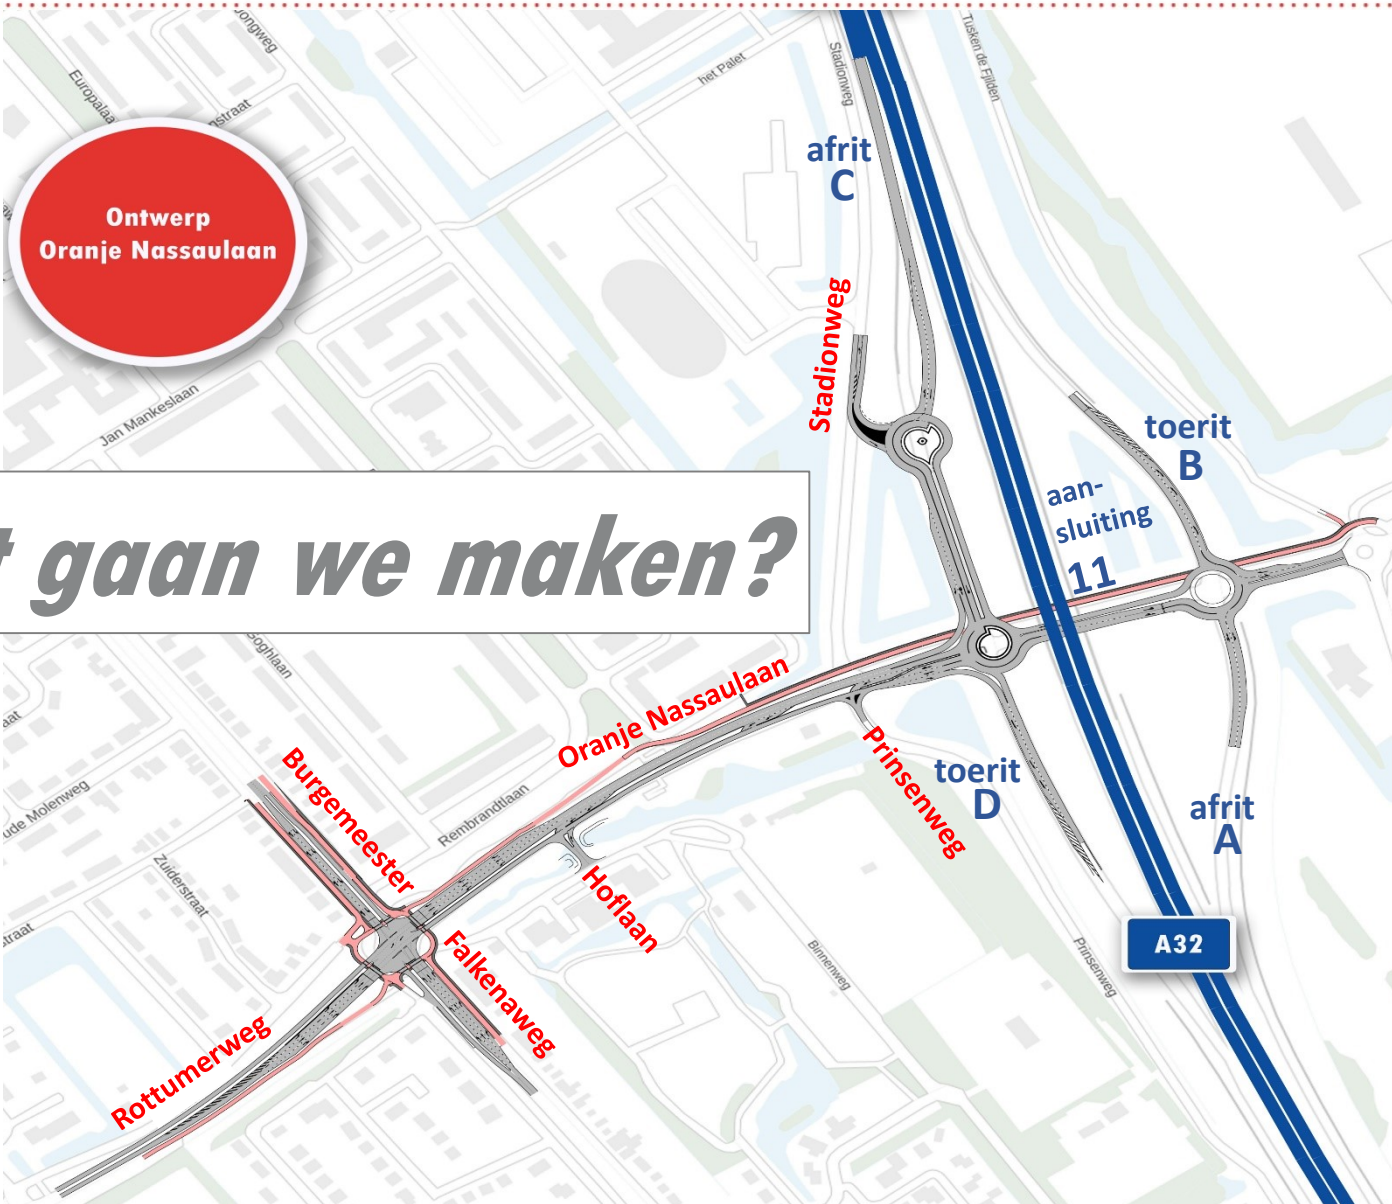 Tusken de Fjilden
Stadionweg
het Palet
Ontwerp
Oranje Nassaulaan
afrit
C
Stadionweg
Jan Mankeslaan
toerit
B
aan-
sluiting
11
gaan we maken?
Oranje Nassaulaan
Prinsenweg
toerit
D
afrit
A
Burgemeester
Rembrandtlaan
Zuiderstraat
Hoflaan
Falkenaweg
Binnenweg
Prinsenweg
A32
Rottumerweg